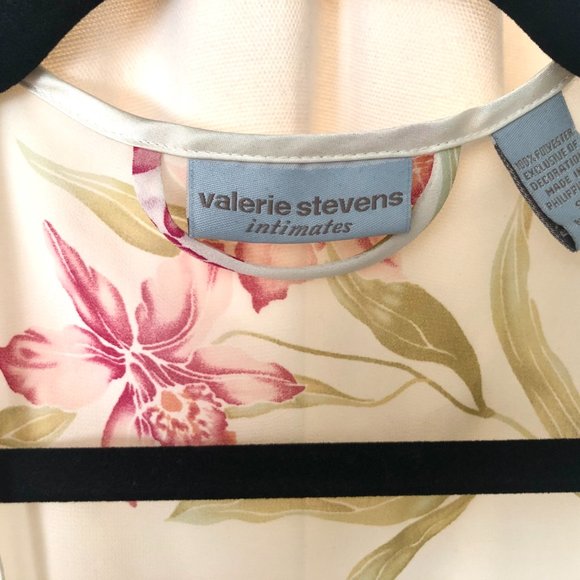 valerie stevens
intimates
100% POLYESTER
EXCLUSIVE OF
DECORATION
MADE IN